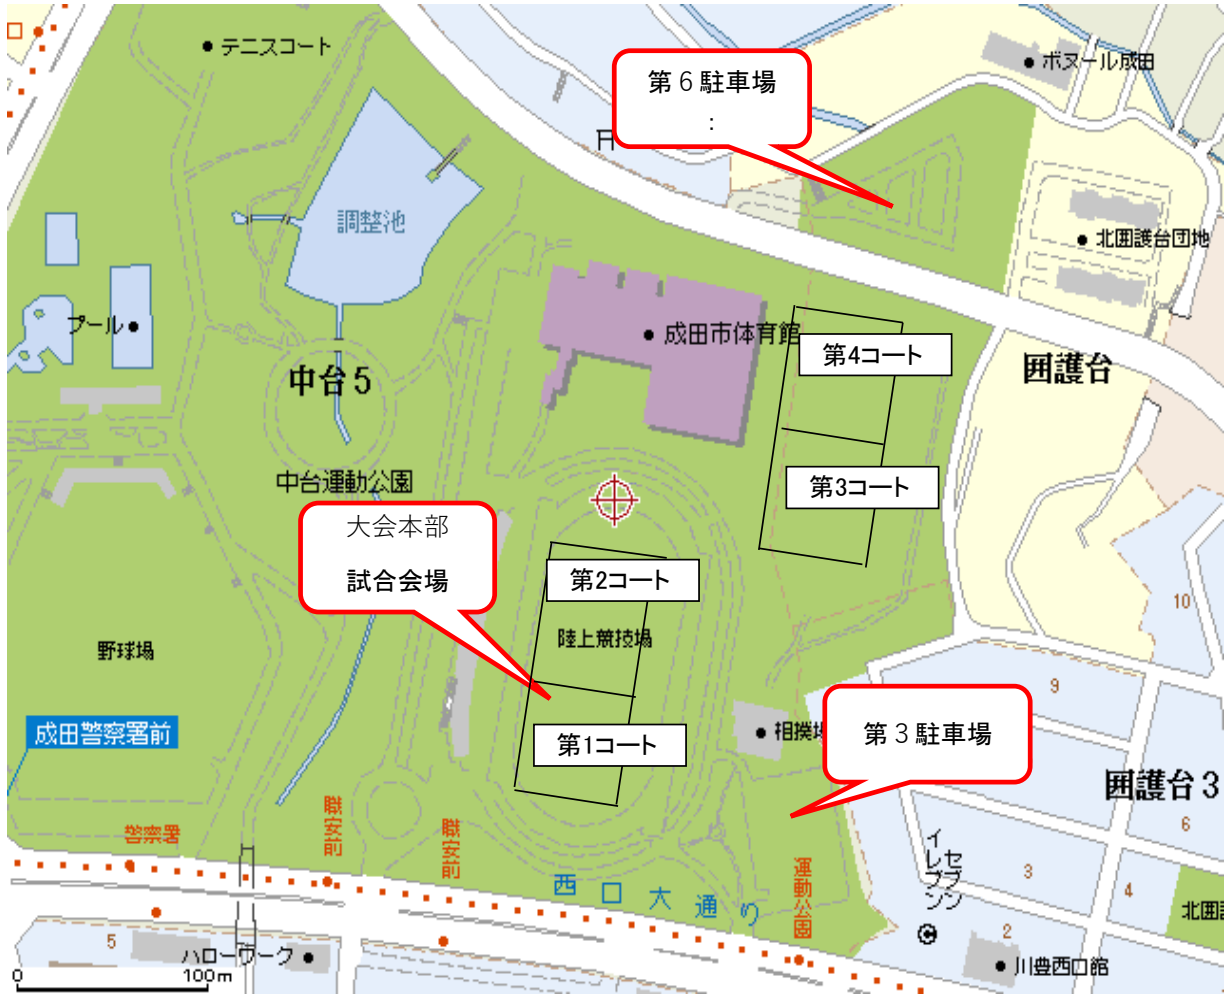 テニスコート
第６駐車場
：
ボヌール成田
調整池
北囲護台団地
プール
成田市体育館
第4コート
囲護台
中台５
第3コート
中台運動公園
大会本部
試合会場
第2コート
陸上競技場
10
野球場
9
成田警察署前
相撲場
第３駐車場
第1コート
囲護台３
警察署
職安前
職安前
運動公園
セブン
イレブン
6
3
4
西口大通り
北囲
5
2
ハローワーク
川豊西口館
0
100m